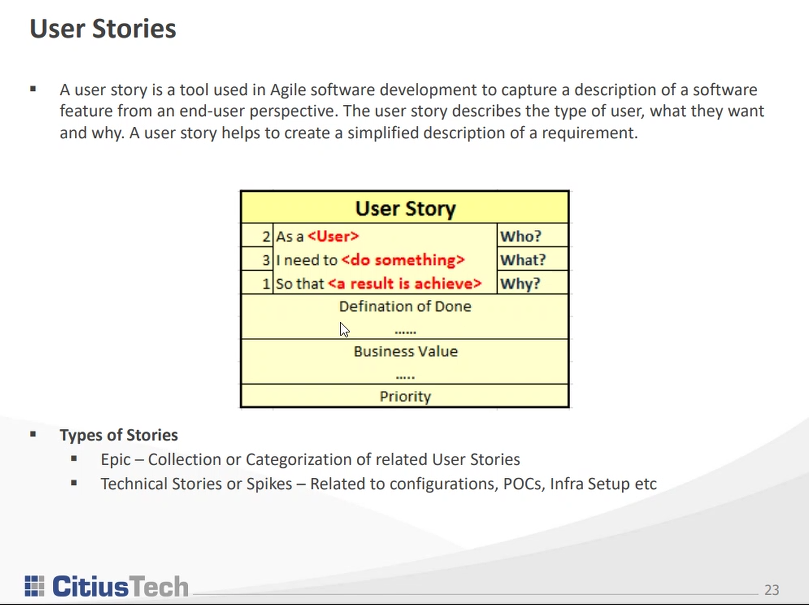 User Stories
▪ A user story is a tool used in Agile software development to capture a description of a software
feature from an end-user perspective. The user story describes the type of user, what they want
and why. A user story helps to create a simplified description of a requirement.
User Story
2 As a <User> Who?
3 I need to <do something> What?
1 So that <a result is achieve> Why?
Defination of Done
......
Business Value
.....
Priority
▪ Types of Stories
▪ Epic – Collection or Categorization of related User Stories
▪ Technical Stories or Spikes – Related to configurations, POCs, Infra Setup etc
CitiusTech
23